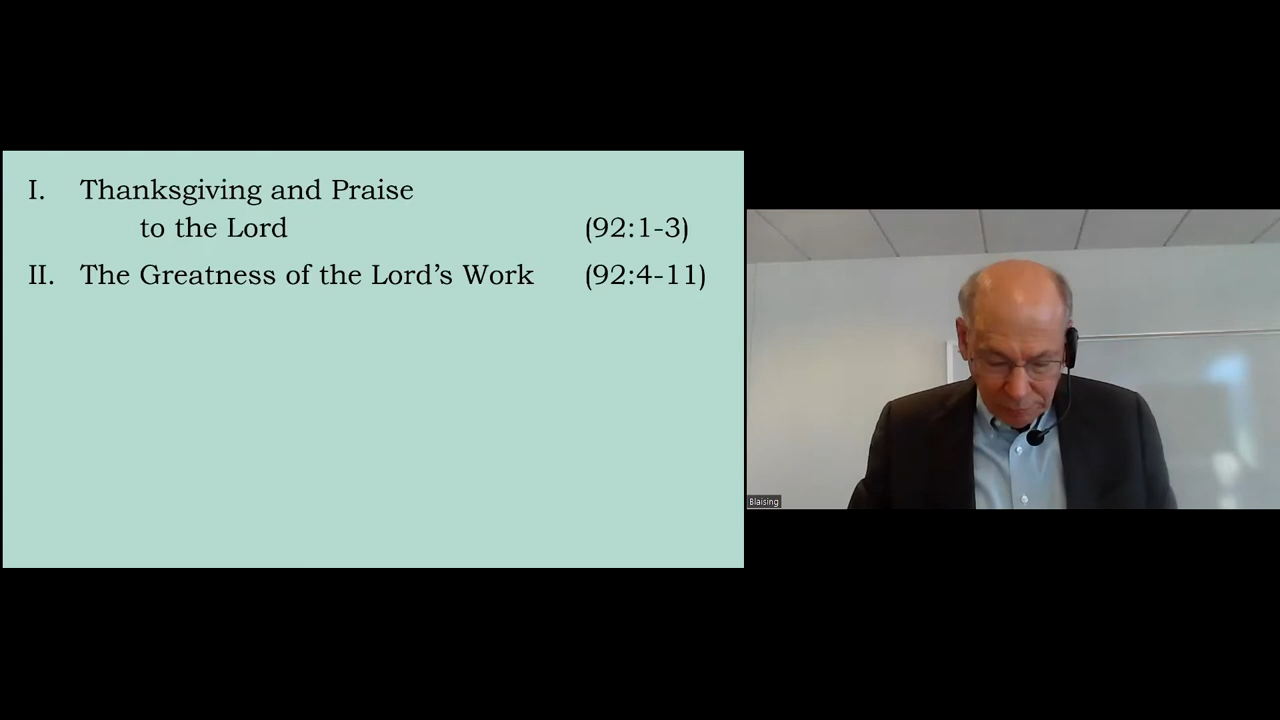 I. Thanksgiving and Praise
to the Lord (92:1-3)
II. The Greatness of the Lord’s Work (92:4-11)
Blaising